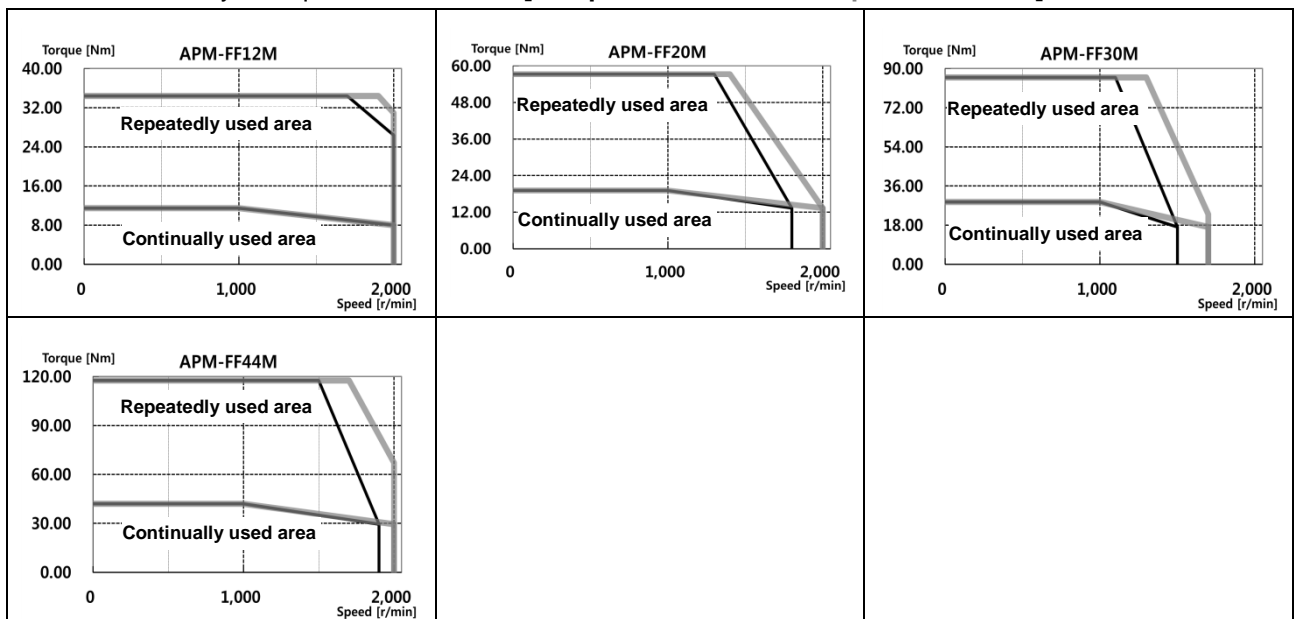 Torque [Nm]
APM-FF12M
40.00
32.00
Repeatedly used area
24.00
16.00
8.00
Continually used area
0.00
0
1,000
2,000
Speed [r/min]
Torque [Nm]
APM-FF20M
60.00
48.00
Repeatedly used area
36.00
24.00
12.00
Continually used area
0.00
0
1,000
2,000
Speed [r/min]
Torque [Nm]
APM-FF30M
90.00
72.00
Repeatedly used area
54.00
36.00
18.00
Continually used area
0.00
0
1,000
2,000
Speed [r/min]
Torque [Nm]
APM-FF44M
120.00
Repeatedly used area
90.00
60.00
30.00
Continually used area
0.00
0
1,000
2,000
Speed [r/min]